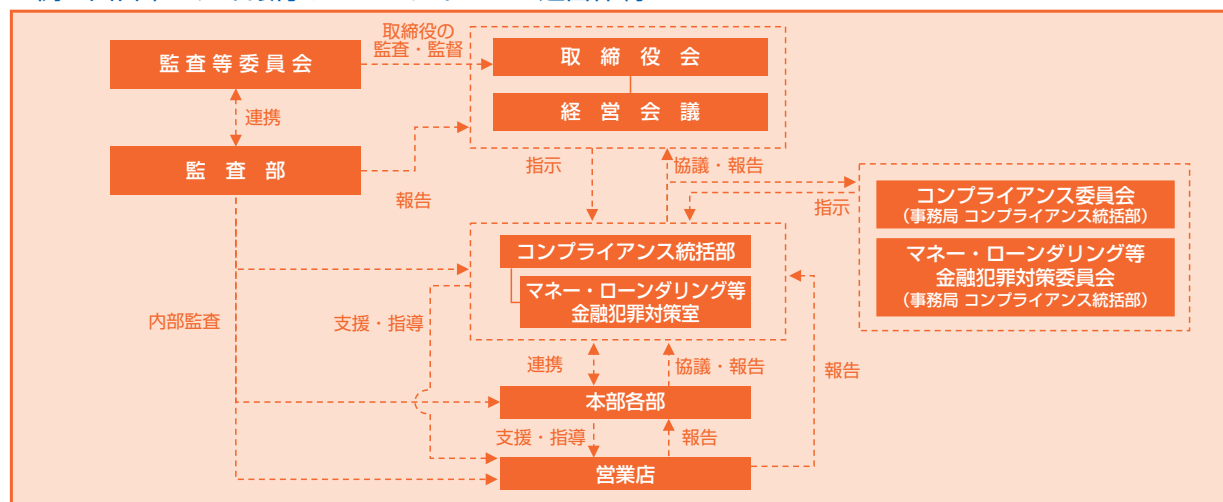 取締役の
監査・監督
監査等委員会
取締役会
連携
経営会議
監査部
報告
指示
協議・報告
指示
コンプライアンス委員会
（事務局 コンプライアンス統括部）
マネー・ローンダリング等
金融犯罪対策委員会
（事務局 コンプライアンス統括部）
コンプライアンス統括部
マネー・ローンダリング等
金融犯罪対策室
内部監査
支援・指導
連携
協議・報告
報告
本部各部
支援・指導
報告
営業店